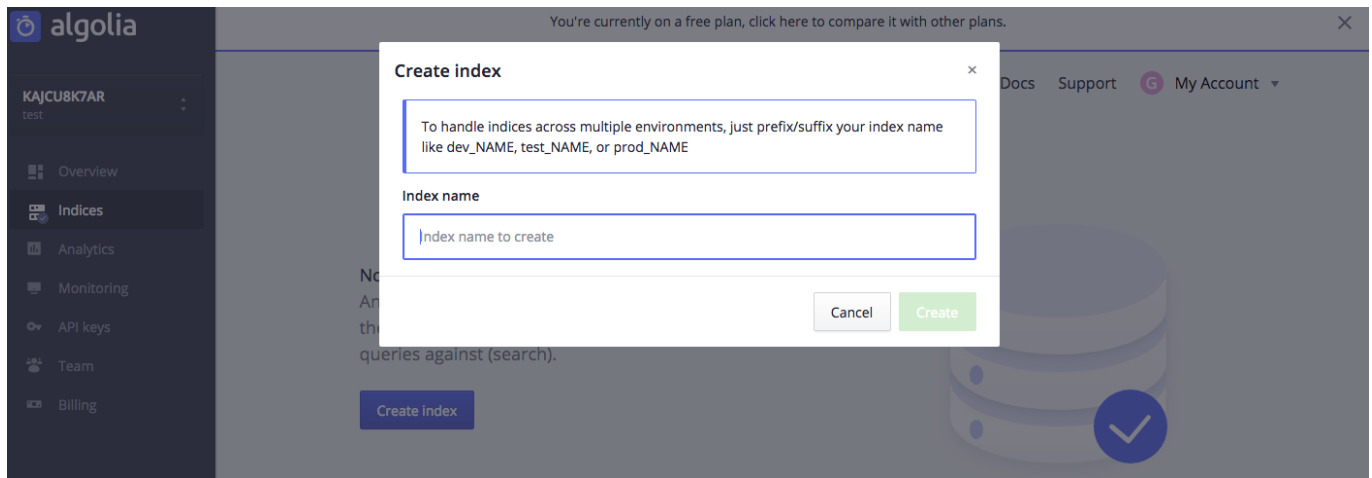 algolia
You're currently on a free plan, click here to compare it with other plans.
KAJCU8K7AR
test
Docs Support G My Account
Overview
Indices
Analytics
Monitoring
API keys
Team
Billing
Create index
To handle indices across multiple environments, just prefix/suffix your index name
like dev_NAME, test_NAME, or prod_NAME
Index name
Index name to create
Cancel Create
queries against (search).
Create index